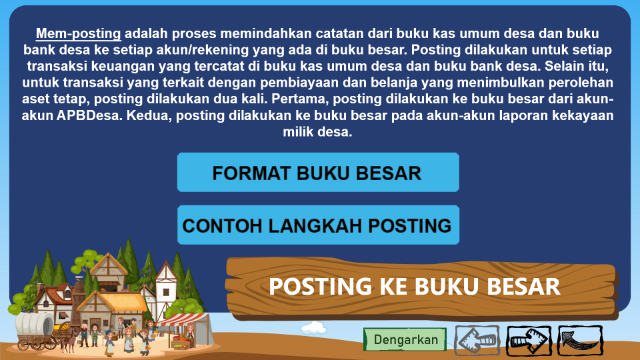 Mem-posting adalah proses memindahkan catatan dari buku kas umum desa dan buku
bank desa ke setiap akun/rekening yang ada di buku besar. Posting dilakukan untuk setiap
transaksi keuangan yang tercatat di buku kas umum desa dan buku bank desa. Selain itu,
untuk transaksi yang terkait dengan pembiayaan dan belanja yang menimbulkan perolehan
aset tetap, posting dilakukan dua kali. Pertama, posting dilakukan ke buku besar dari akun-
akun APBDesa. Kedua, posting dilakukan ke buku besar pada akun-akun laporan kekayaan
milik desa.
FORMAT BUKU BESAR
CONTOH LANGKAH POSTING
POSTING KE BUKU BESAR
Dengarkan